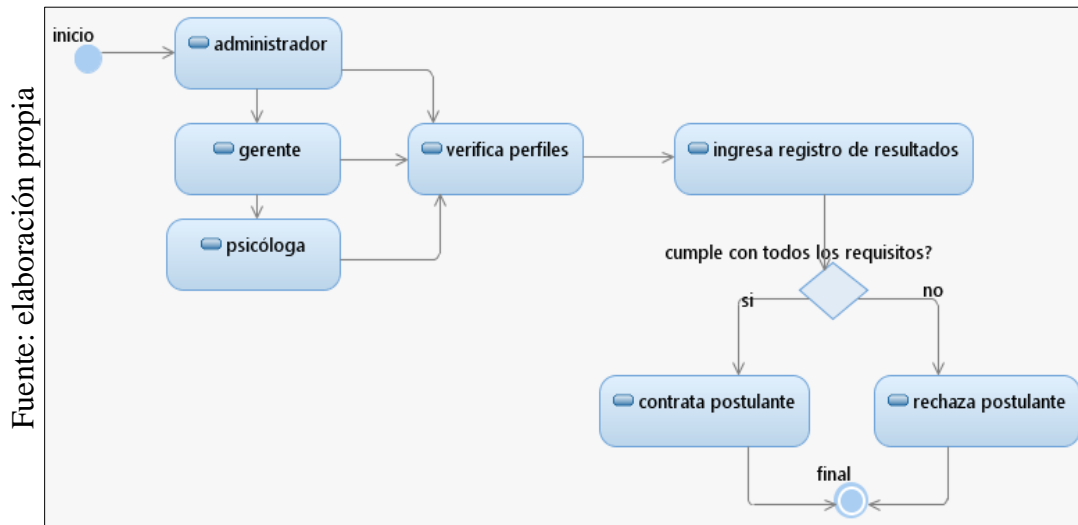 Fuente: elaboración propia
inicio
administrador
gerente
verifica perfiles
ingresa registro de resultados
psicóloga
cumple con todos los requisitos?
si
no
contrata postulante
rechaza postulante
final